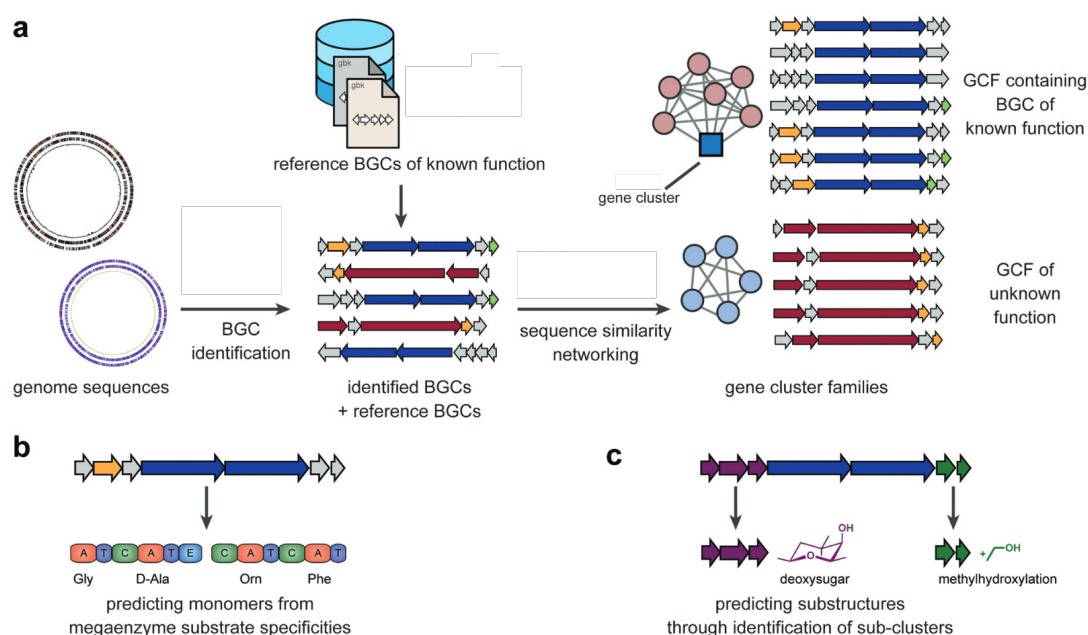 a
gbk
gbk
reference BGCs of known function
GCF containing
BGC of
known function
gene cluster
BGC
identification
sequence similarity
networking
GCF of
unknown
function
genome sequences
identified BGCs
+ reference BGCs
gene cluster families
b
A T C A T E C A T C A T
Gly D-Ala Orn Phe
predicting monomers from
megaenzyme substrate specificities
c
OH
O
deoxysugar
+ OH
methylhydroxylation
predicting substructures
through identification of sub-clusters